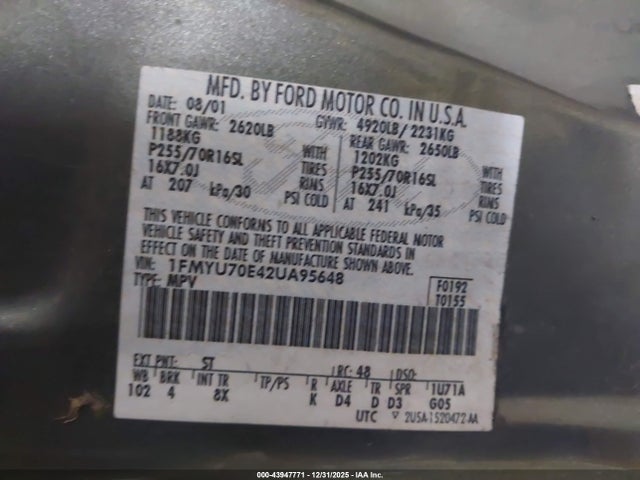 MFD. BY FORD MOTOR CO. IN U.S.A.
DATE: 08/01 GVWR: 4920LB/ 2231KG
FRONT GAWR: 2620LB REAR GAWR: 2650LB
1188KG WITH 1202KG WITH
P255/70R16SL TIRES P255/70R16SL TIRES
16X7.0J RIMS 16X7.0J RIMS
AT 207 kPa/30 PSI COLD AT 241 kPa/35 PSI COLD
THIS VEHICLE CONFORMS TO ALL APPLICABLE FEDERAL MOTOR
VEHICLE SAFETY AND THEFT PREVENTION STANDARDS IN
EFFECT ON THE DATE OF MANUFACTURE SHOWN ABOVE.
VIN: 1FMYU70E42UA95648 F0192
TYPE: MPV T0155
EXT PNT: ST RC: 48 DSO:
WB BRK INT TR TP/PS R AXLE TR SPR 1U71A
102 4 8X K D4 D D3 G05
UTC 2U5A-1520472-AA
000-43947771 - 12/31/2025 - IAA Inc.